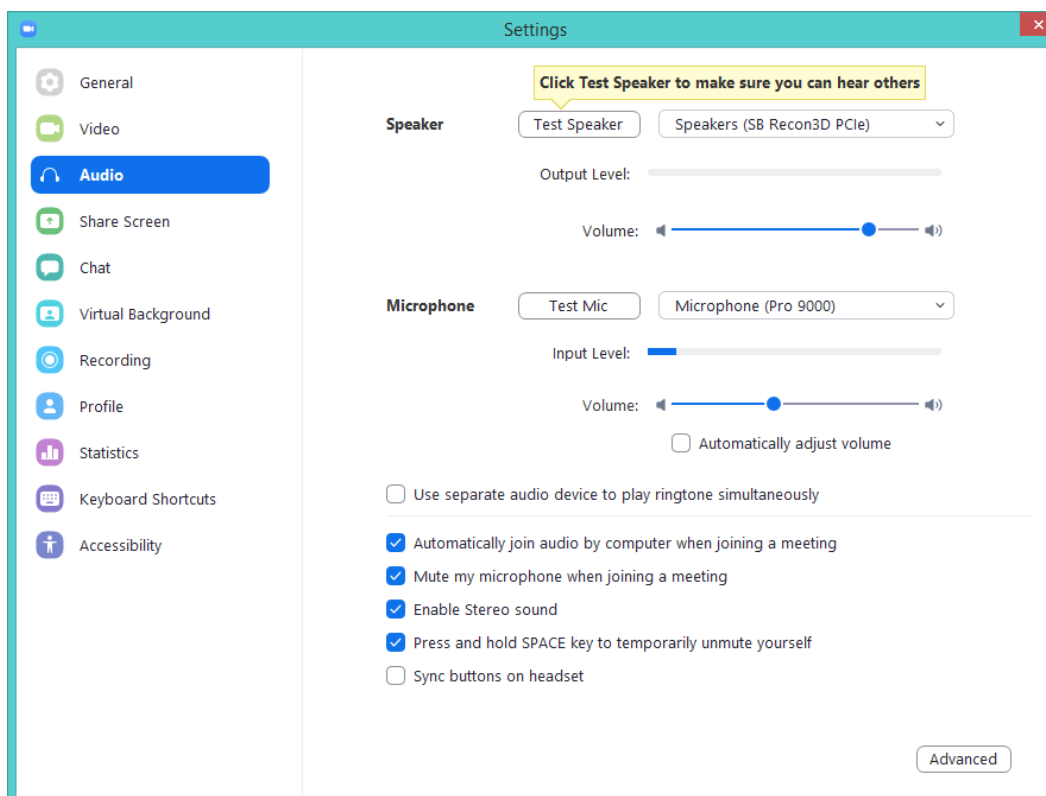 Settings
General
Video
Audio
Share Screen
Chat
Virtual Background
Recording
Profile
Statistics
Keyboard Shortcuts
Accessibility
Click Test Speaker to make sure you can hear others
Speaker Test Speaker Speakers (SB Recon3D PCIe)
Output Level:
Volume:
Microphone Test Mic Microphone (Pro 9000)
Input Level:
Volume:
Automatically adjust volume
Use separate audio device to play ringtone simultaneously
Automatically join audio by computer when joining a meeting
Mute my microphone when joining a meeting
Enable Stereo sound
Press and hold SPACE key to temporarily unmute yourself
Sync buttons on headset
Advanced